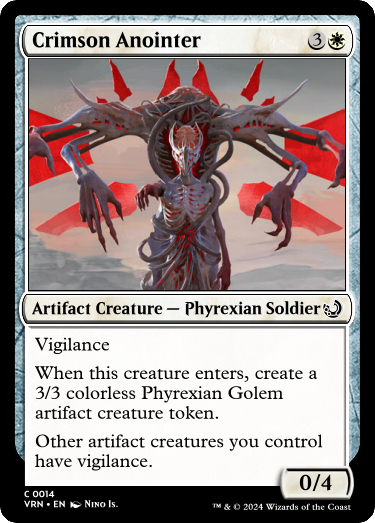 Crimson Anointer 3
Artifact Creature — Phyrexian Soldier
Vigilance
When this creature enters, create a
3/3 colorless Phyrexian Golem
artifact creature token.
Other artifact creatures you control
have vigilance.
0/4
C 0014
VRN • EN Nino Is.
™ & © 2024 Wizards of the Coast